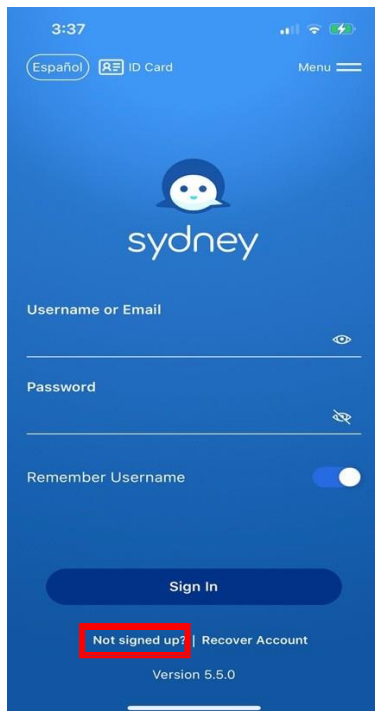 3:37
Español ID Card Menu
sydney
Username or Email
Password
Remember Username
Sign In
Not signed up? | Recover Account
Version 5.5.0